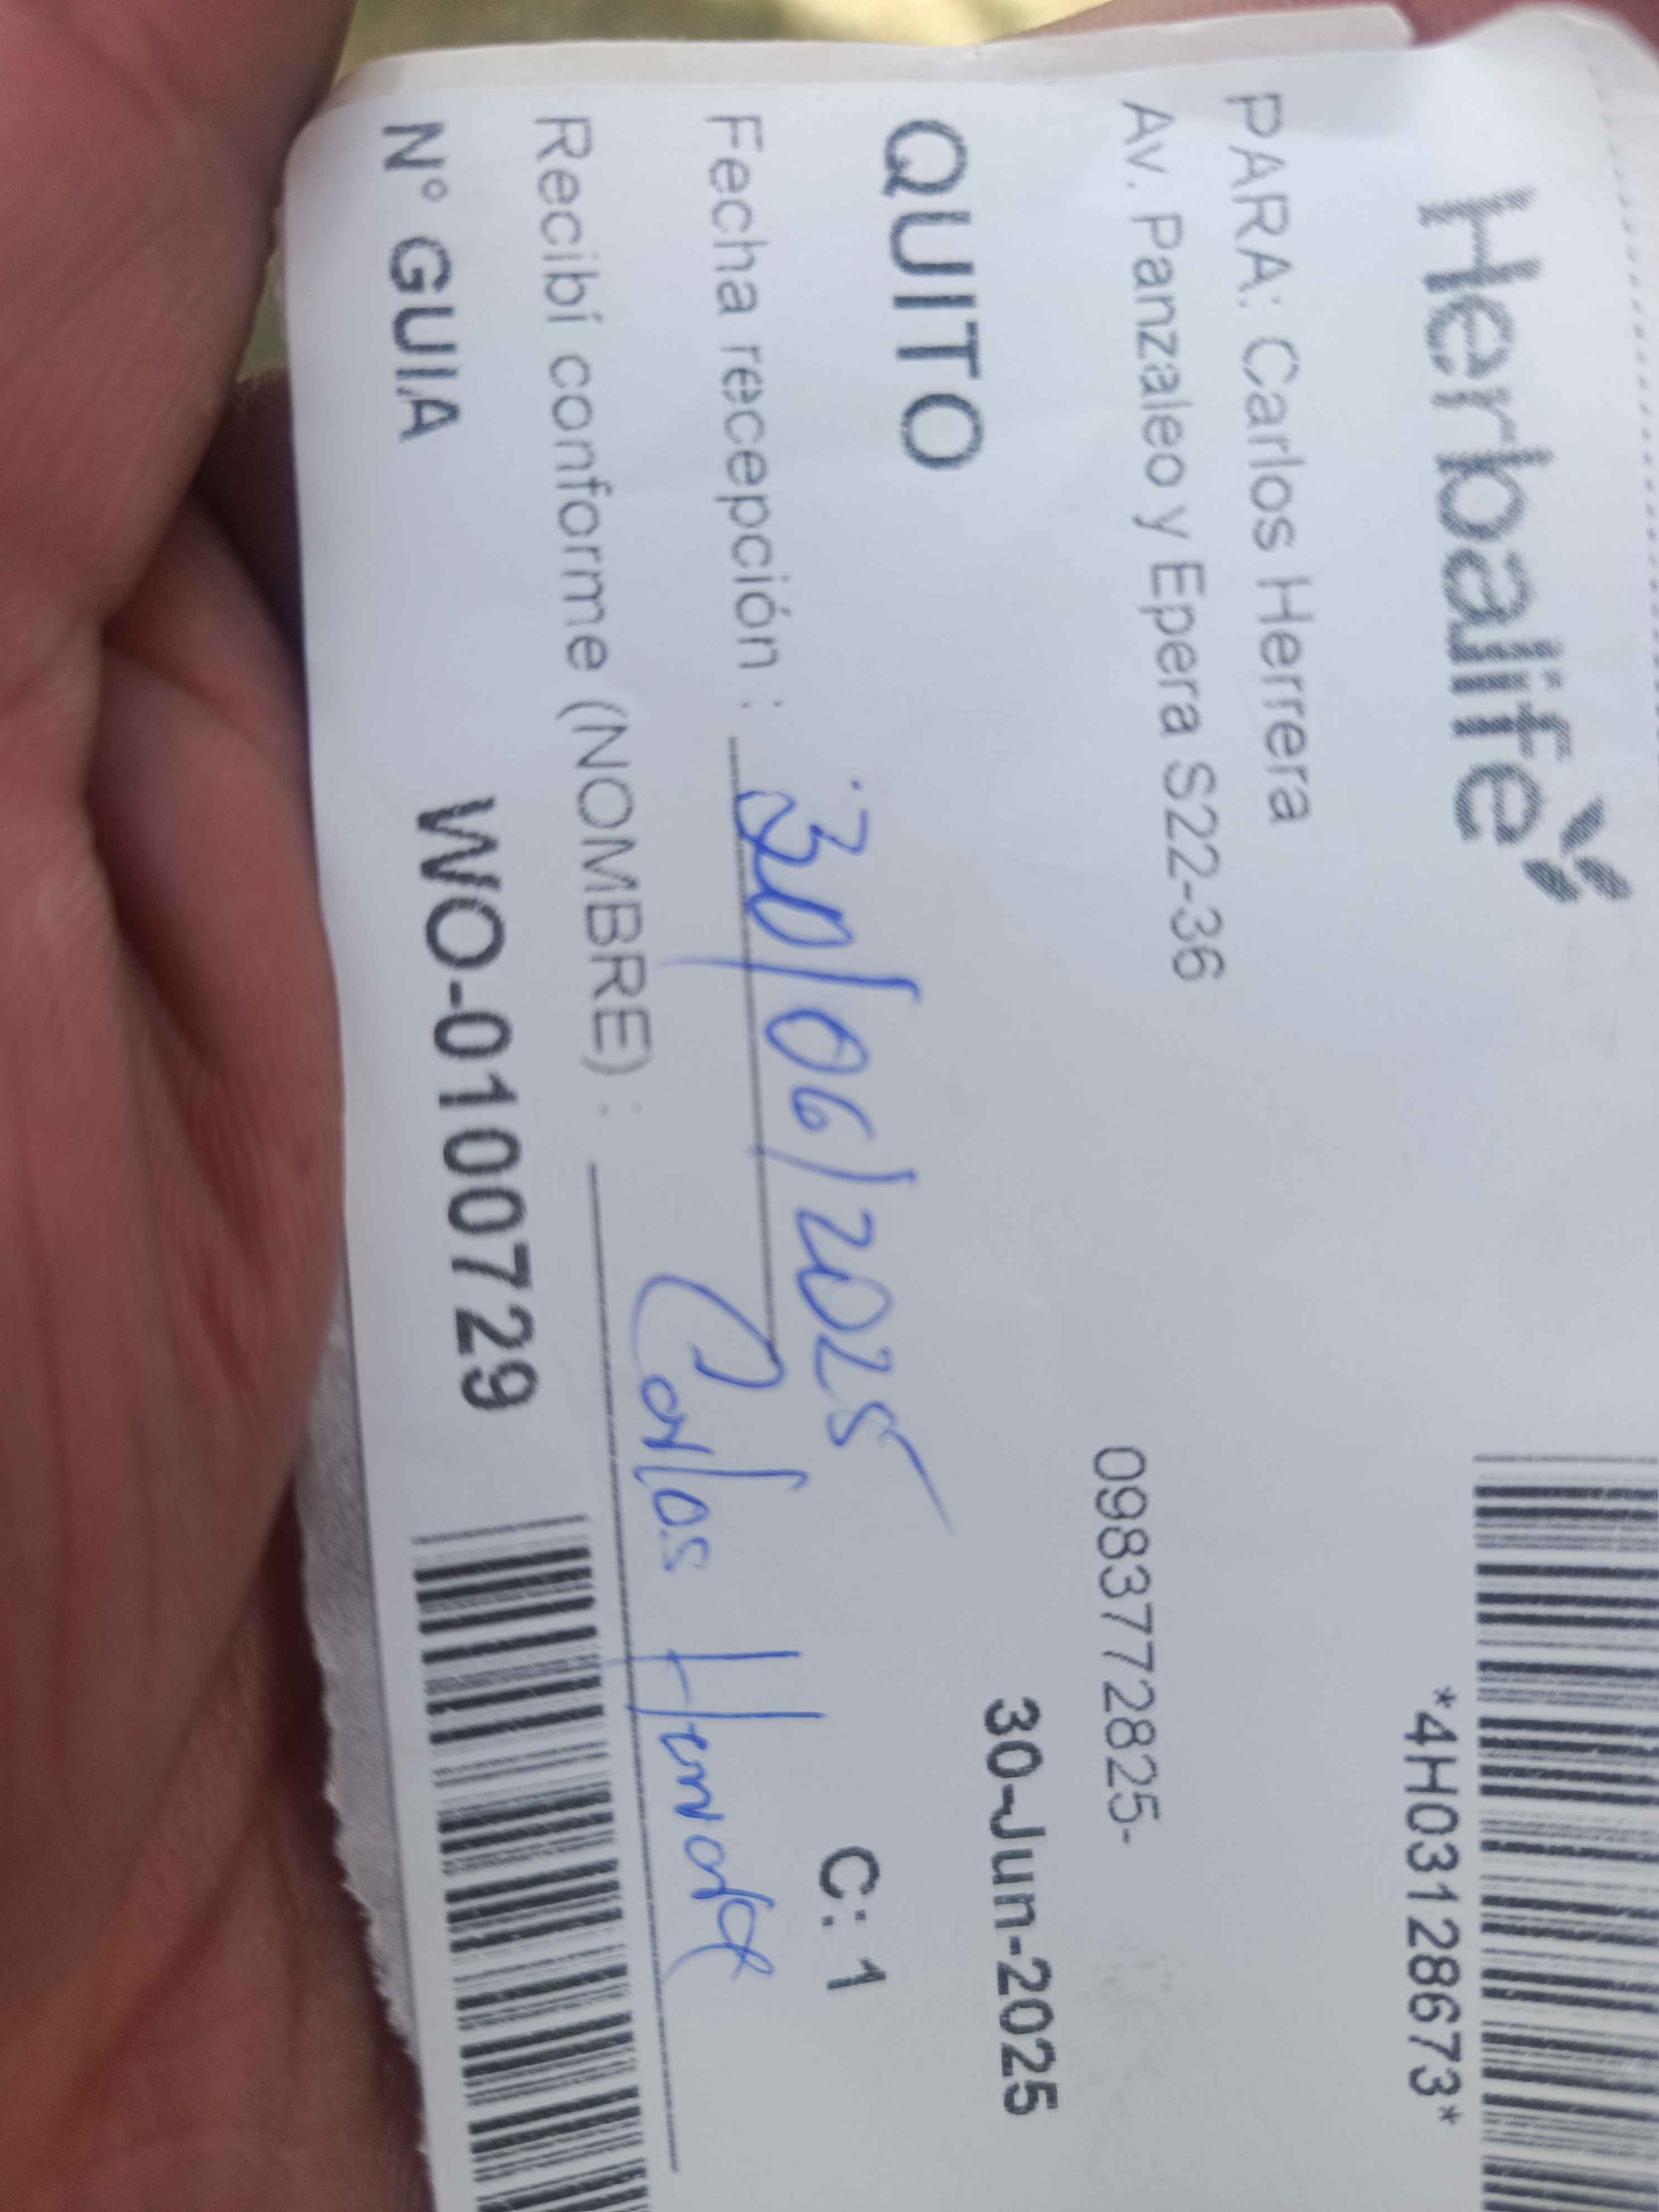 Herbalife
*4H03128673*
PARA: Carlos Herrera
Av. Panzaleo y Epera S22-36
0983772825-
QUITO
30-Jun-2025
Fecha recepción : 30/06/2025
C: 1
Recibí conforme (NOMBRE) : Carlos Herrera
N° GUIA WO-0100729